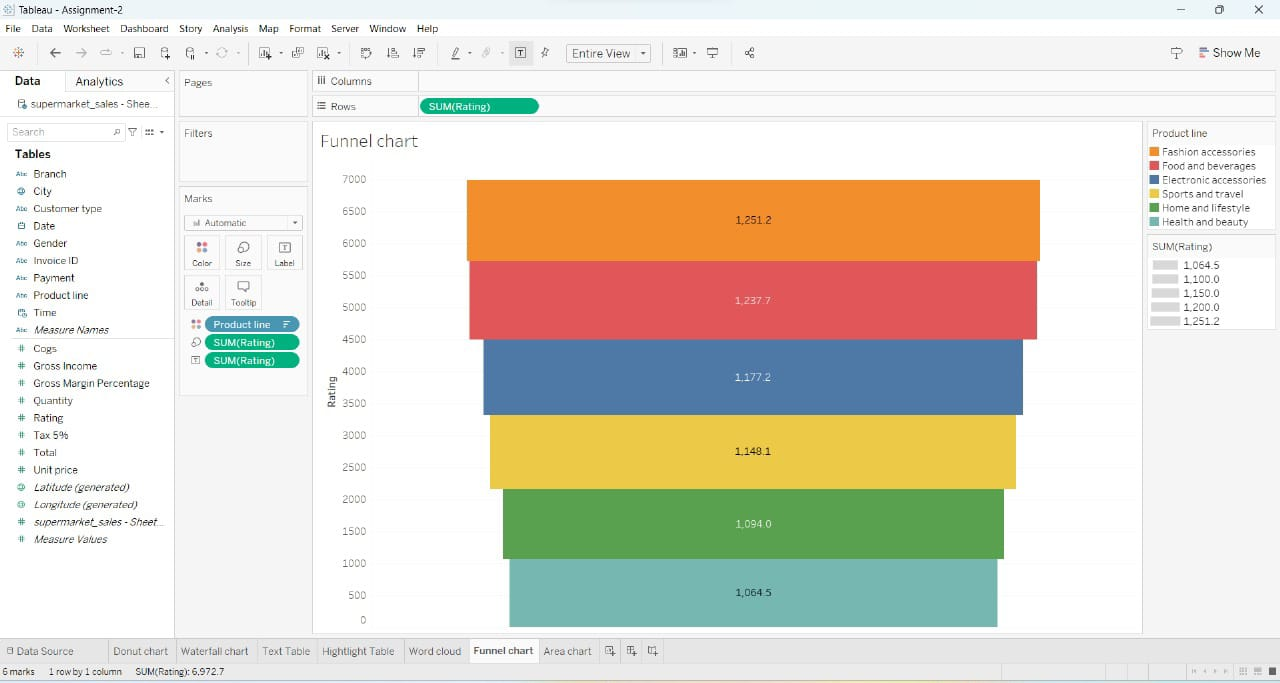 Tableau - Assignment-2
File Data Worksheet Dashboard Story Analysis Map Format Server Window Help
Entire View
Show Me
Data Analytics
supermarket_sales - Shee...
Search
Tables
Abc Branch
City
Abc Customer type
Date
Abc Gender
Abc Invoice ID
Abc Payment
Abc Product line
Time
Abc Measure Names
# Cogs
# Gross Income
# Gross Margin Percentage
# Quantity
# Rating
# Tax 5%
# Total
# Unit price
Latitude (generated)
Longitude (generated)
# supermarket_sales - Sheet...
# Measure Values
Pages
Filters
Marks
Automatic
Color Size Label
Detail Tooltip
Product line
SUM(Rating)
SUM(Rating)
Columns
Rows SUM(Rating)
Funnel chart
Rating
7000
6500
6000
5500
5000
4500
4000
3500
3000
2500
2000
1500
1000
500
0
1,251.2
1,237.7
1,177.2
1,148.1
1,094.0
1,064.5
Product line
Fashion accessories
Food and beverages
Electronic accessories
Sports and travel
Home and lifestyle
Health and beauty
SUM(Rating)
1,064.5
1,100.0
1,150.0
1,200.0
1,251.2
Data Source Donut chart Waterfall chart Text Table Hightlight Table Word cloud Funnel chart Area chart
6 marks 1 row by 1 column SUM(Rating): 6,972.7